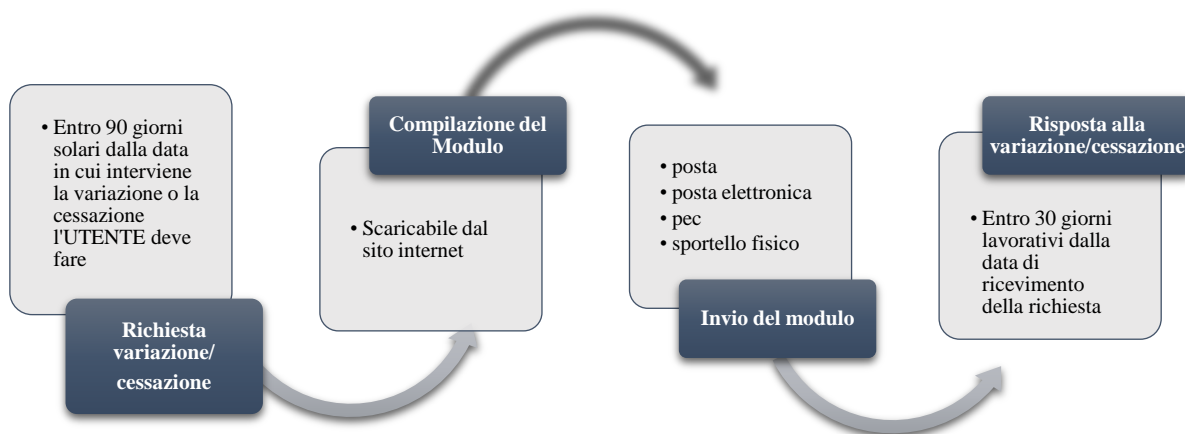 • Entro 90 giorni
solari dalla data
in cui interviene
la variazione o la
cessazione
l'UTENTE deve
fare
Richiesta
variazione/
cessazione
Compilazione del
Modulo
• Scaricabile dal
sito internet
• posta
• posta elettronica
• pec
• sportello fisico
Invio del modulo
Risposta alla
variazione/cessazione
• Entro 30 giorni
lavorativi dalla
data di
ricevimento
della richiesta